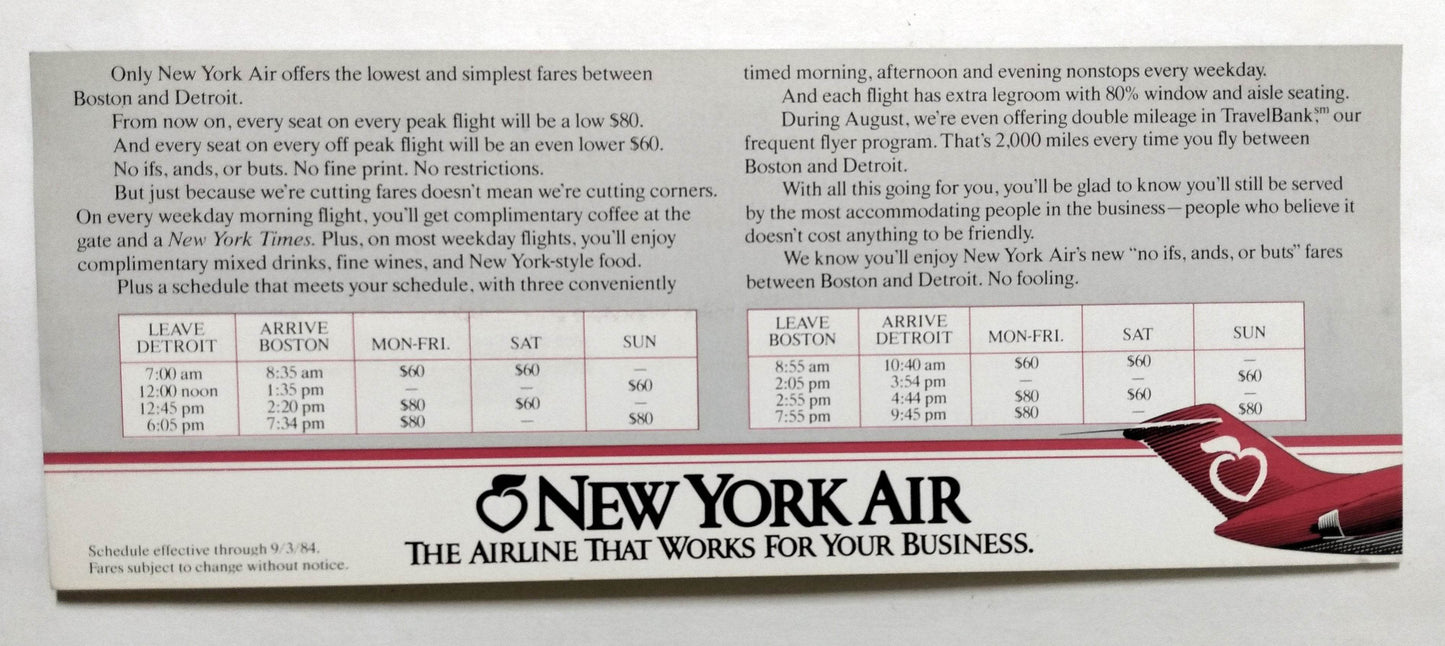 Only New York Air offers the lowest and simplest fares between
Boston and Detroit.
From now on, every seat on every peak flight will be a low $80.
And every seat on every off peak flight will be an even lower $60.
No ifs, ands, or buts. No fine print. No restrictions.
But just because we're cutting fares doesn't mean we're cutting corners.
On every weekday morning flight, you'll get complimentary coffee at the
gate and a New York Times. Plus, on most weekday flights, you'll enjoy
complimentary mixed drinks, fine wines, and New York-style food.
Plus a schedule that meets your schedule, with three conveniently
timed morning, afternoon and evening nonstops every weekday.
And each flight has extra legroom with 80% window and aisle seating.
During August, we're even offering double mileage in TravelBank,℠ our
frequent flyer program. That's 2,000 miles every time you fly between
Boston and Detroit.
With all this going for you, you'll be glad to know you'll still be served
by the most accommodating people in the business—people who believe it
doesn't cost anything to be friendly.
We know you'll enjoy New York Air's new "no ifs, ands, or buts" fares
between Boston and Detroit. No fooling.
LEAVE DETROIT ARRIVE BOSTON MON-FRI. SAT SUN
7:00 am 8:35 am $60 $60 —
12:00 noon 1:35 pm — — $60
12:45 pm 2:20 pm $80 $60 —
6:05 pm 7:34 pm $80 — $80
LEAVE BOSTON ARRIVE DETROIT MON-FRI. SAT SUN
8:55 am 10:40 am $60 $60 —
2:05 pm 3:54 pm — — $60
2:55 pm 4:44 pm $80 $60 —
7:55 pm 9:45 pm $80 — $80
NEW YORK AIR
THE AIRLINE THAT WORKS FOR YOUR BUSINESS.
Schedule effective through 9/3/84.
Fares subject to change without notice.